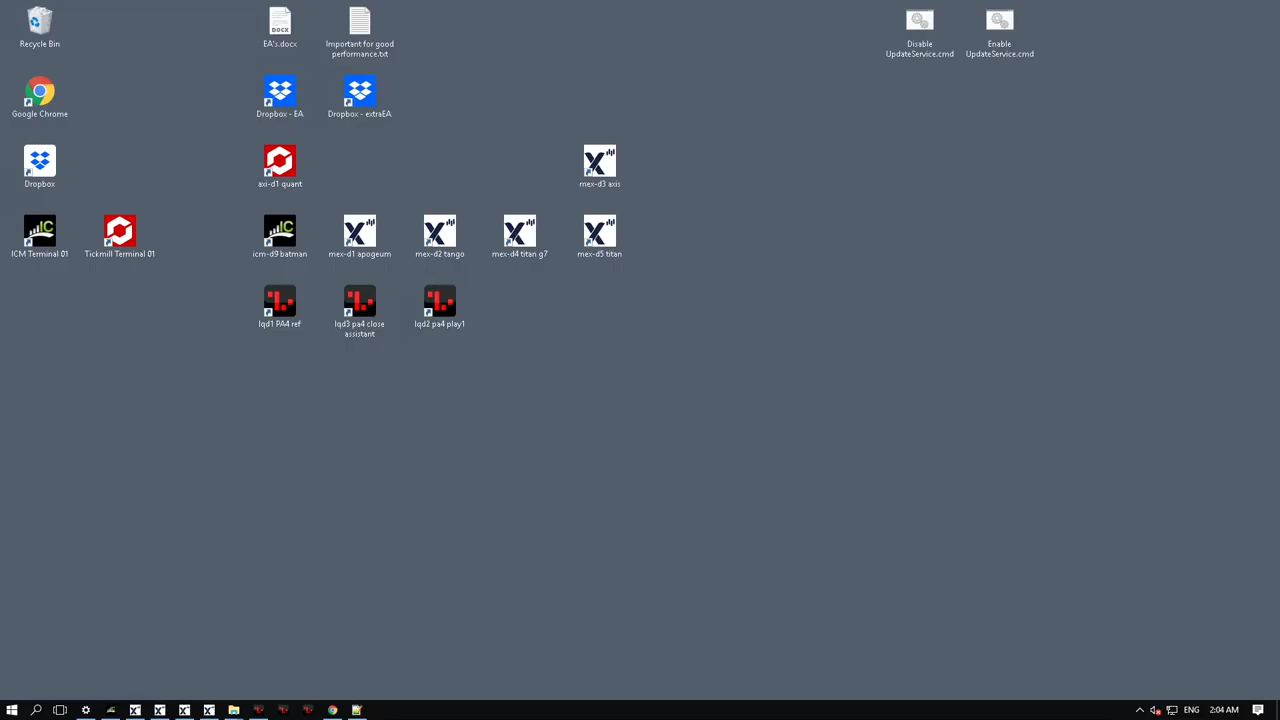 Recycle Bin
EA's.docx
Important for good
performance.txt
Disable
UpdateService.cmd
Enable
UpdateService.cmd
Google Chrome
Dropbox - EA
Dropbox - extraEA
Dropbox
axi-d1 quant
mex-d3 axis
ICM Terminal 01
Tickmill Terminal 01
icm-d9 batman
mex-d1 apogeum
mex-d2 tango
mex-d4 titan g7
mex-d5 titan
lqd1 PA4 ref
lqd3 pa4 close
assistant
lqd2 pa4 play1
ENG
2:04 AM